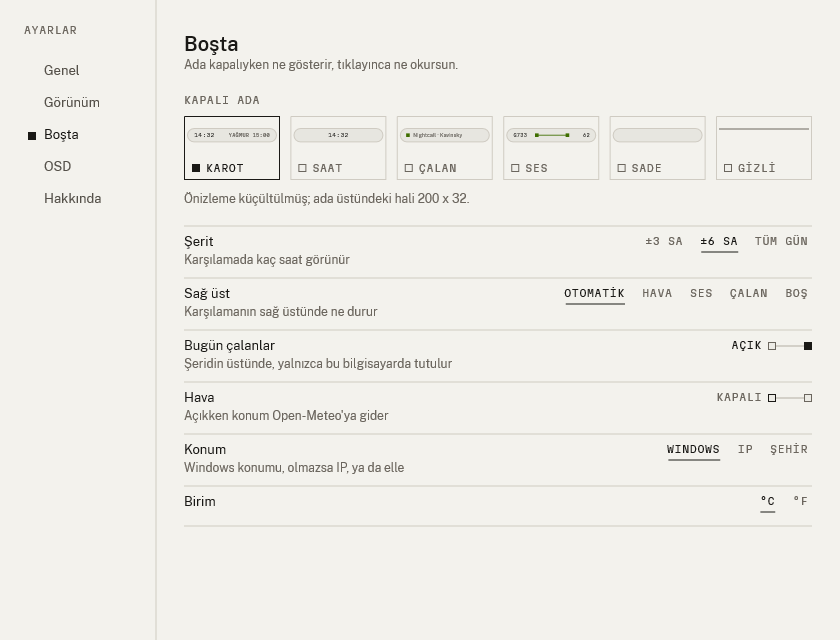 AYARLAR
Genel
Görünüm
Boşta
OSD
Hakkında
Boşta
Ada kapalıyken ne gösterir, tıklayınca ne okursun.
KAPALI ADA
14:32 YAĞMUR 15:00
KAROT
14:32
SAAT
Nightcall · Kavinsky
ÇALAN
G733 62
SES
SADE
GİZLİ
Önizleme küçültülmüş; ada üstündeki hali 200 x 32.
Şerit ±3 SA ±6 SA TÜM GÜN
Karşılamada kaç saat görünür
Sağ üst OTOMATİK HAVA SES ÇALAN BOŞ
Karşılamanın sağ üstünde ne durur
Bugün çalanlar AÇIK
Şeridin üstünde, yalnızca bu bilgisayarda tutulur
Hava KAPALI
Açıkken konum Open-Meteo'ya gider
Konum WINDOWS IP ŞEHİR
Windows konumu, olmazsa IP, ya da elle
Birim °C °F